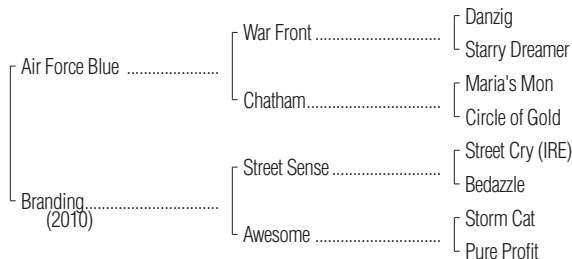 Danzig
War Front
Starry Dreamer
Air Force Blue
Maria's Mon
Chatham
Circle of Gold
Street Cry (IRE)
Street Sense
Bedazzle
Branding
(2010)
Storm Cat
Awesome
Pure Profit